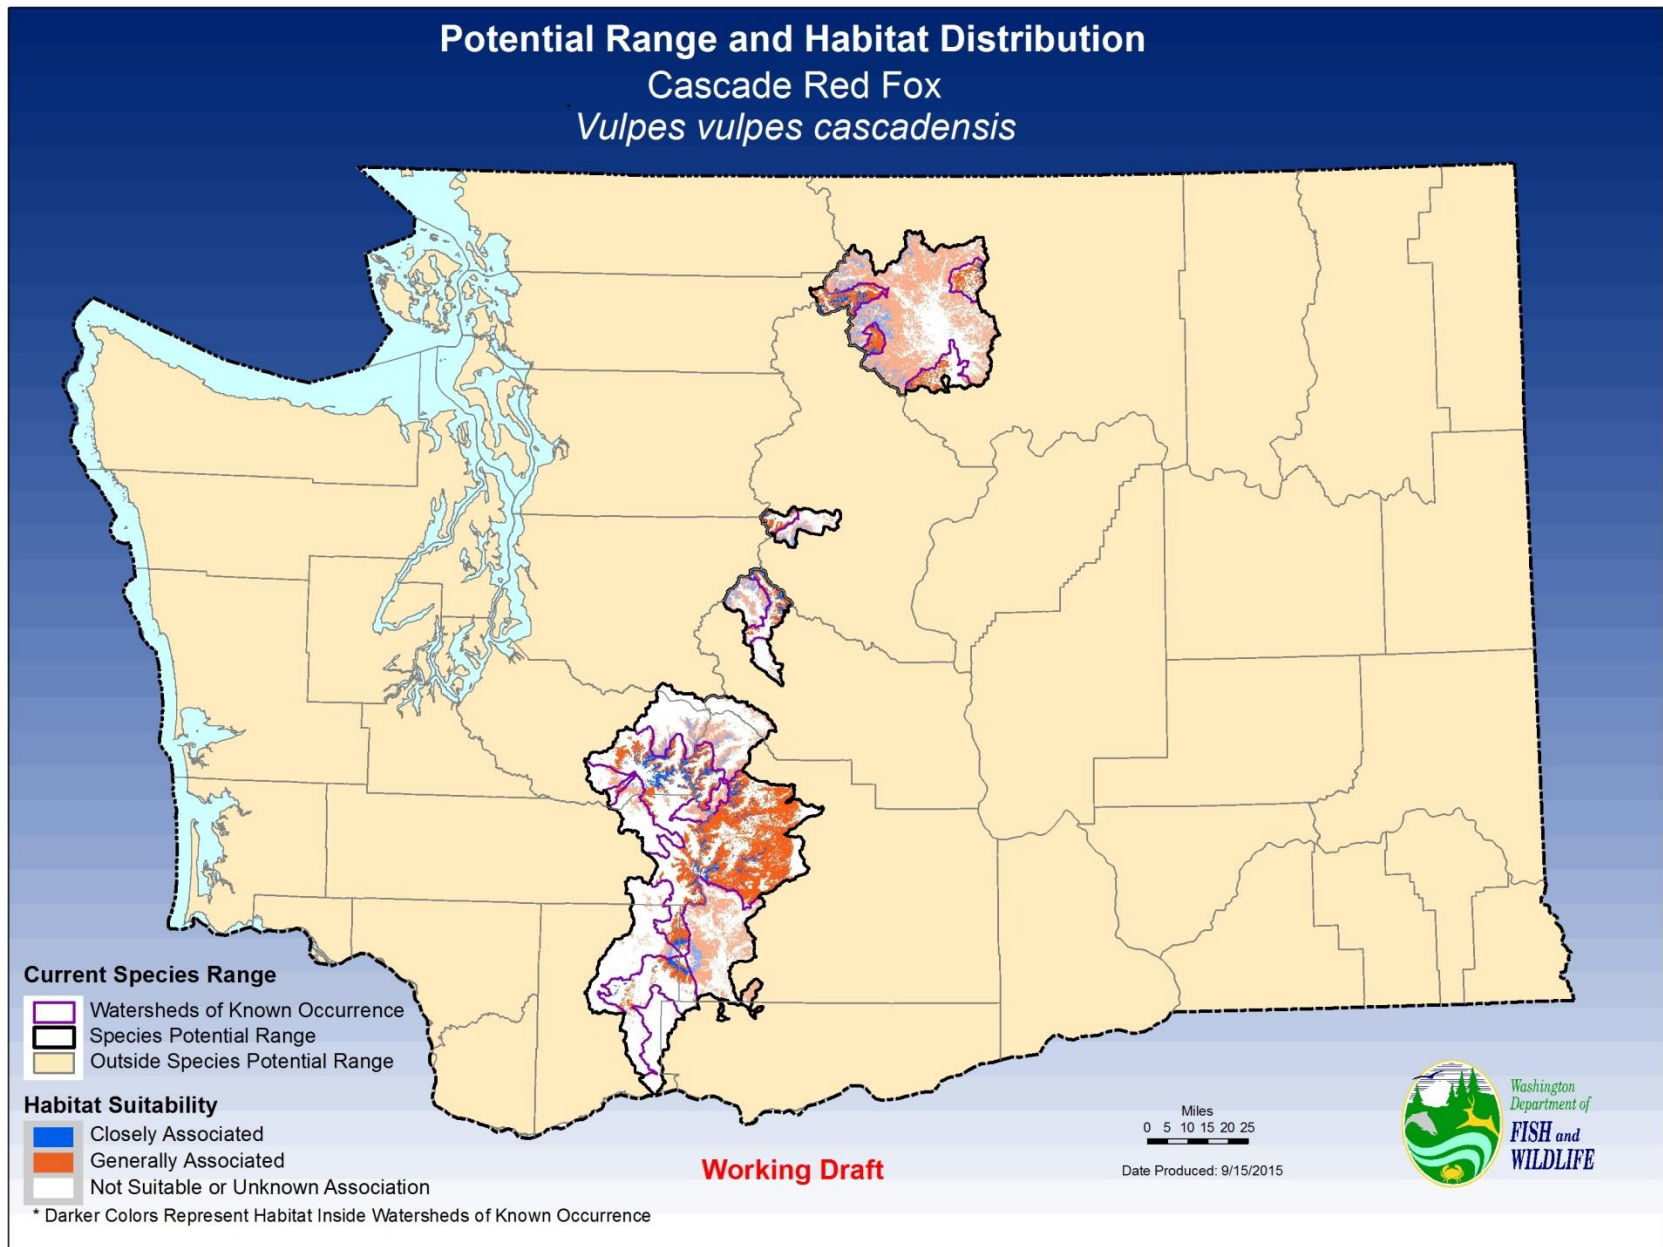 Potential Range and Habitat Distribution
Cascade Red Fox
Vulpes vulpes cascadensis
Current Species Range
Watersheds of Known Occurrence
Species Potential Range
Outside Species Potential Range
Habitat Suitability
Closely Associated
Generally Associated
Not Suitable or Unknown Association
* Darker Colors Represent Habitat Inside Watersheds of Known Occurrence
Working Draft
Miles
0 5 10 15 20 25
Date Produced: 9/15/2015
Washington
Department of
FISH and
WILDLIFE